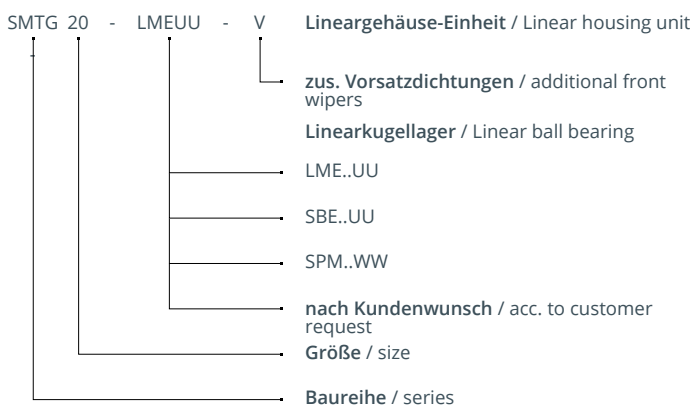 SMTG 20 - LMEUU - V Lineargehäuse-Einheit / Linear housing unit
zus. Vorsatzdichtungen / additional front
wipers
Linearkugellager / Linear ball bearing
LME..UU
SBE..UU
SPM..WW
nach Kundenwunsch / acc. to customer
request
Größe / size
Baureihe / series